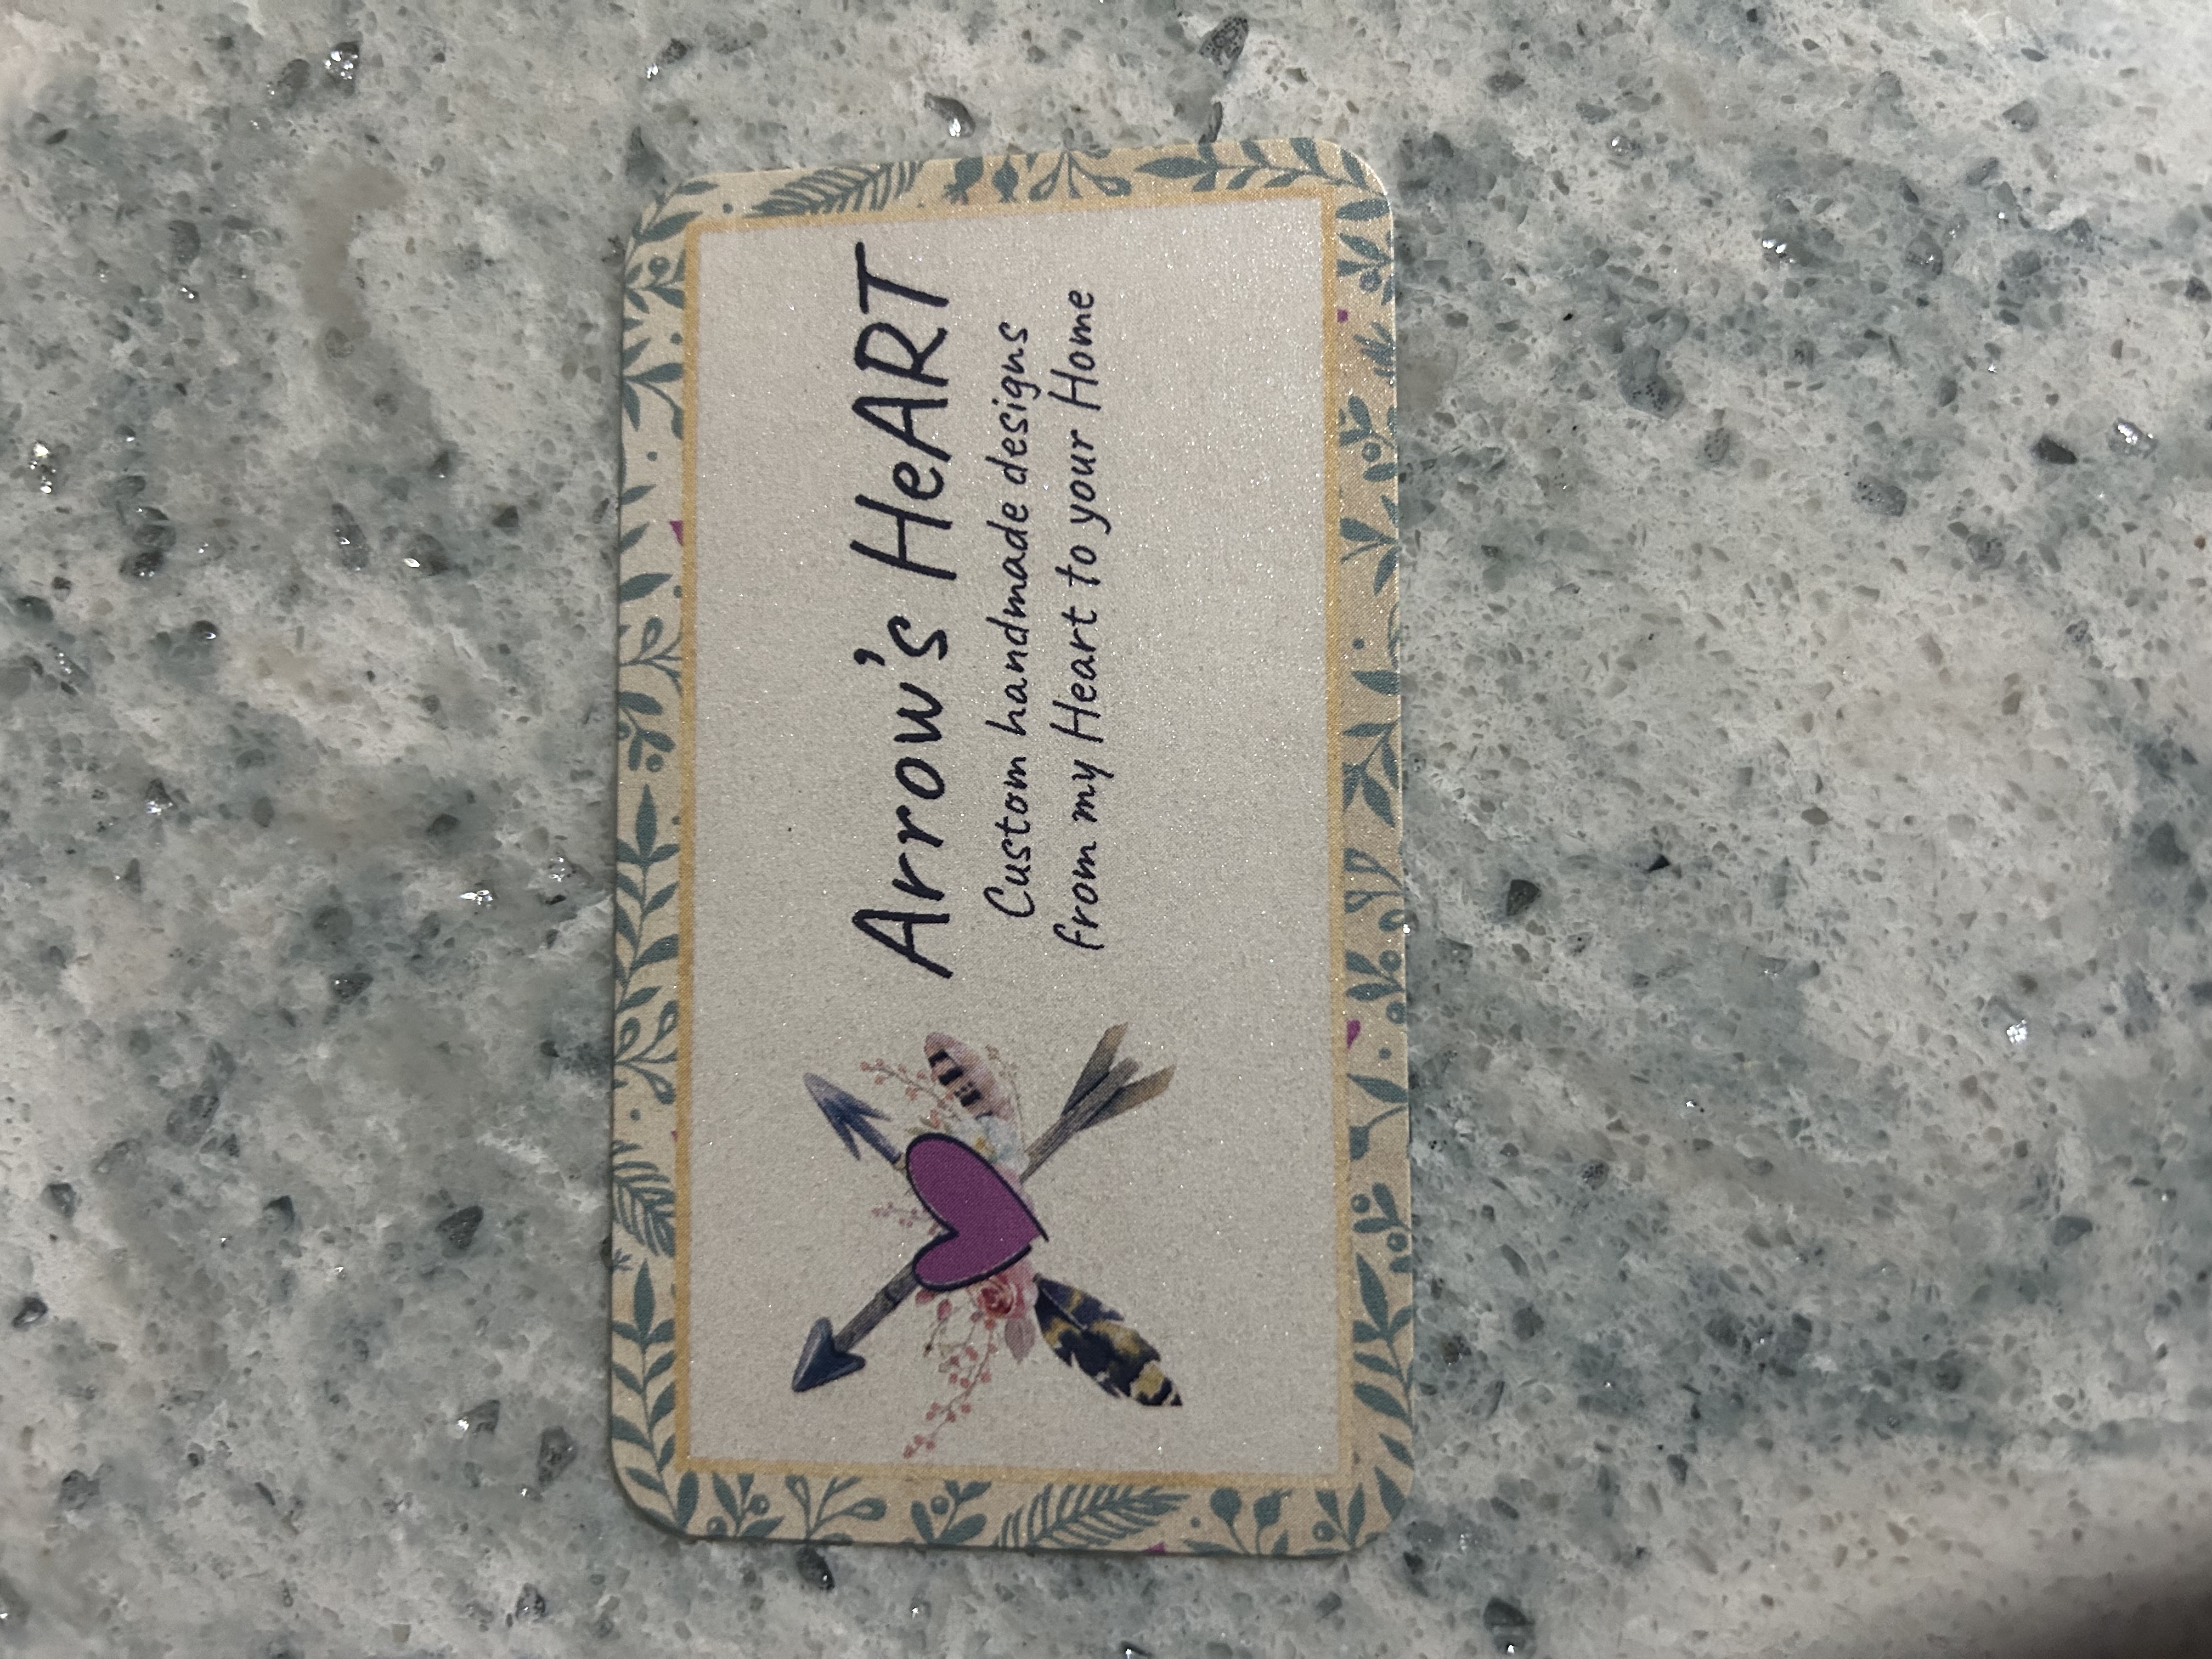 Arrow's HeART
Custom handmade designs
from my Heart to your Home